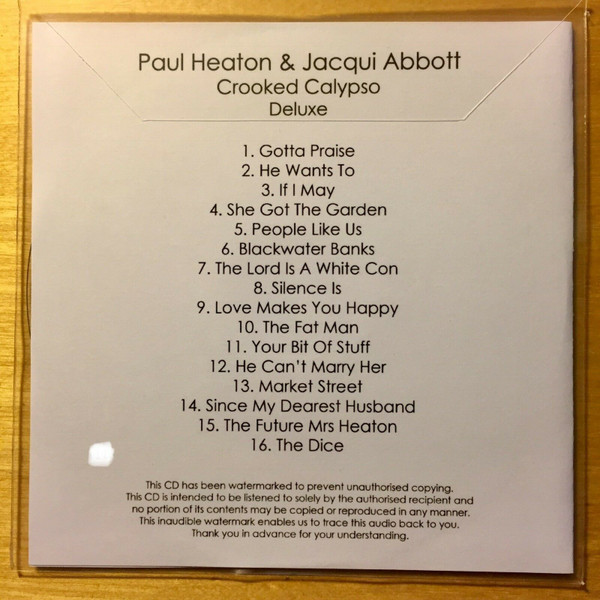 Paul Heaton & Jacqui Abbott
Crooked Calypso
Deluxe
1. Gotta Praise
2. He Wants To
3. If I May
4. She Got The Garden
5. People Like Us
6. Blackwater Banks
7. The Lord Is A White Con
8. Silence Is
9. Love Makes You Happy
10. The Fat Man
11. Your Bit Of Stuff
12. He Can't Marry Her
13. Market Street
14. Since My Dearest Husband
15. The Future Mrs Heaton
16. The Dice
This CD has been watermarked to prevent unauthorised copying.
This CD is intended to be listened to solely by the authorised recipient and
no portion of its contents may be copied or reproduced in any manner.
This inaudible watermark enables us to trace this audio back to you.
Thank you in advance for your understanding.